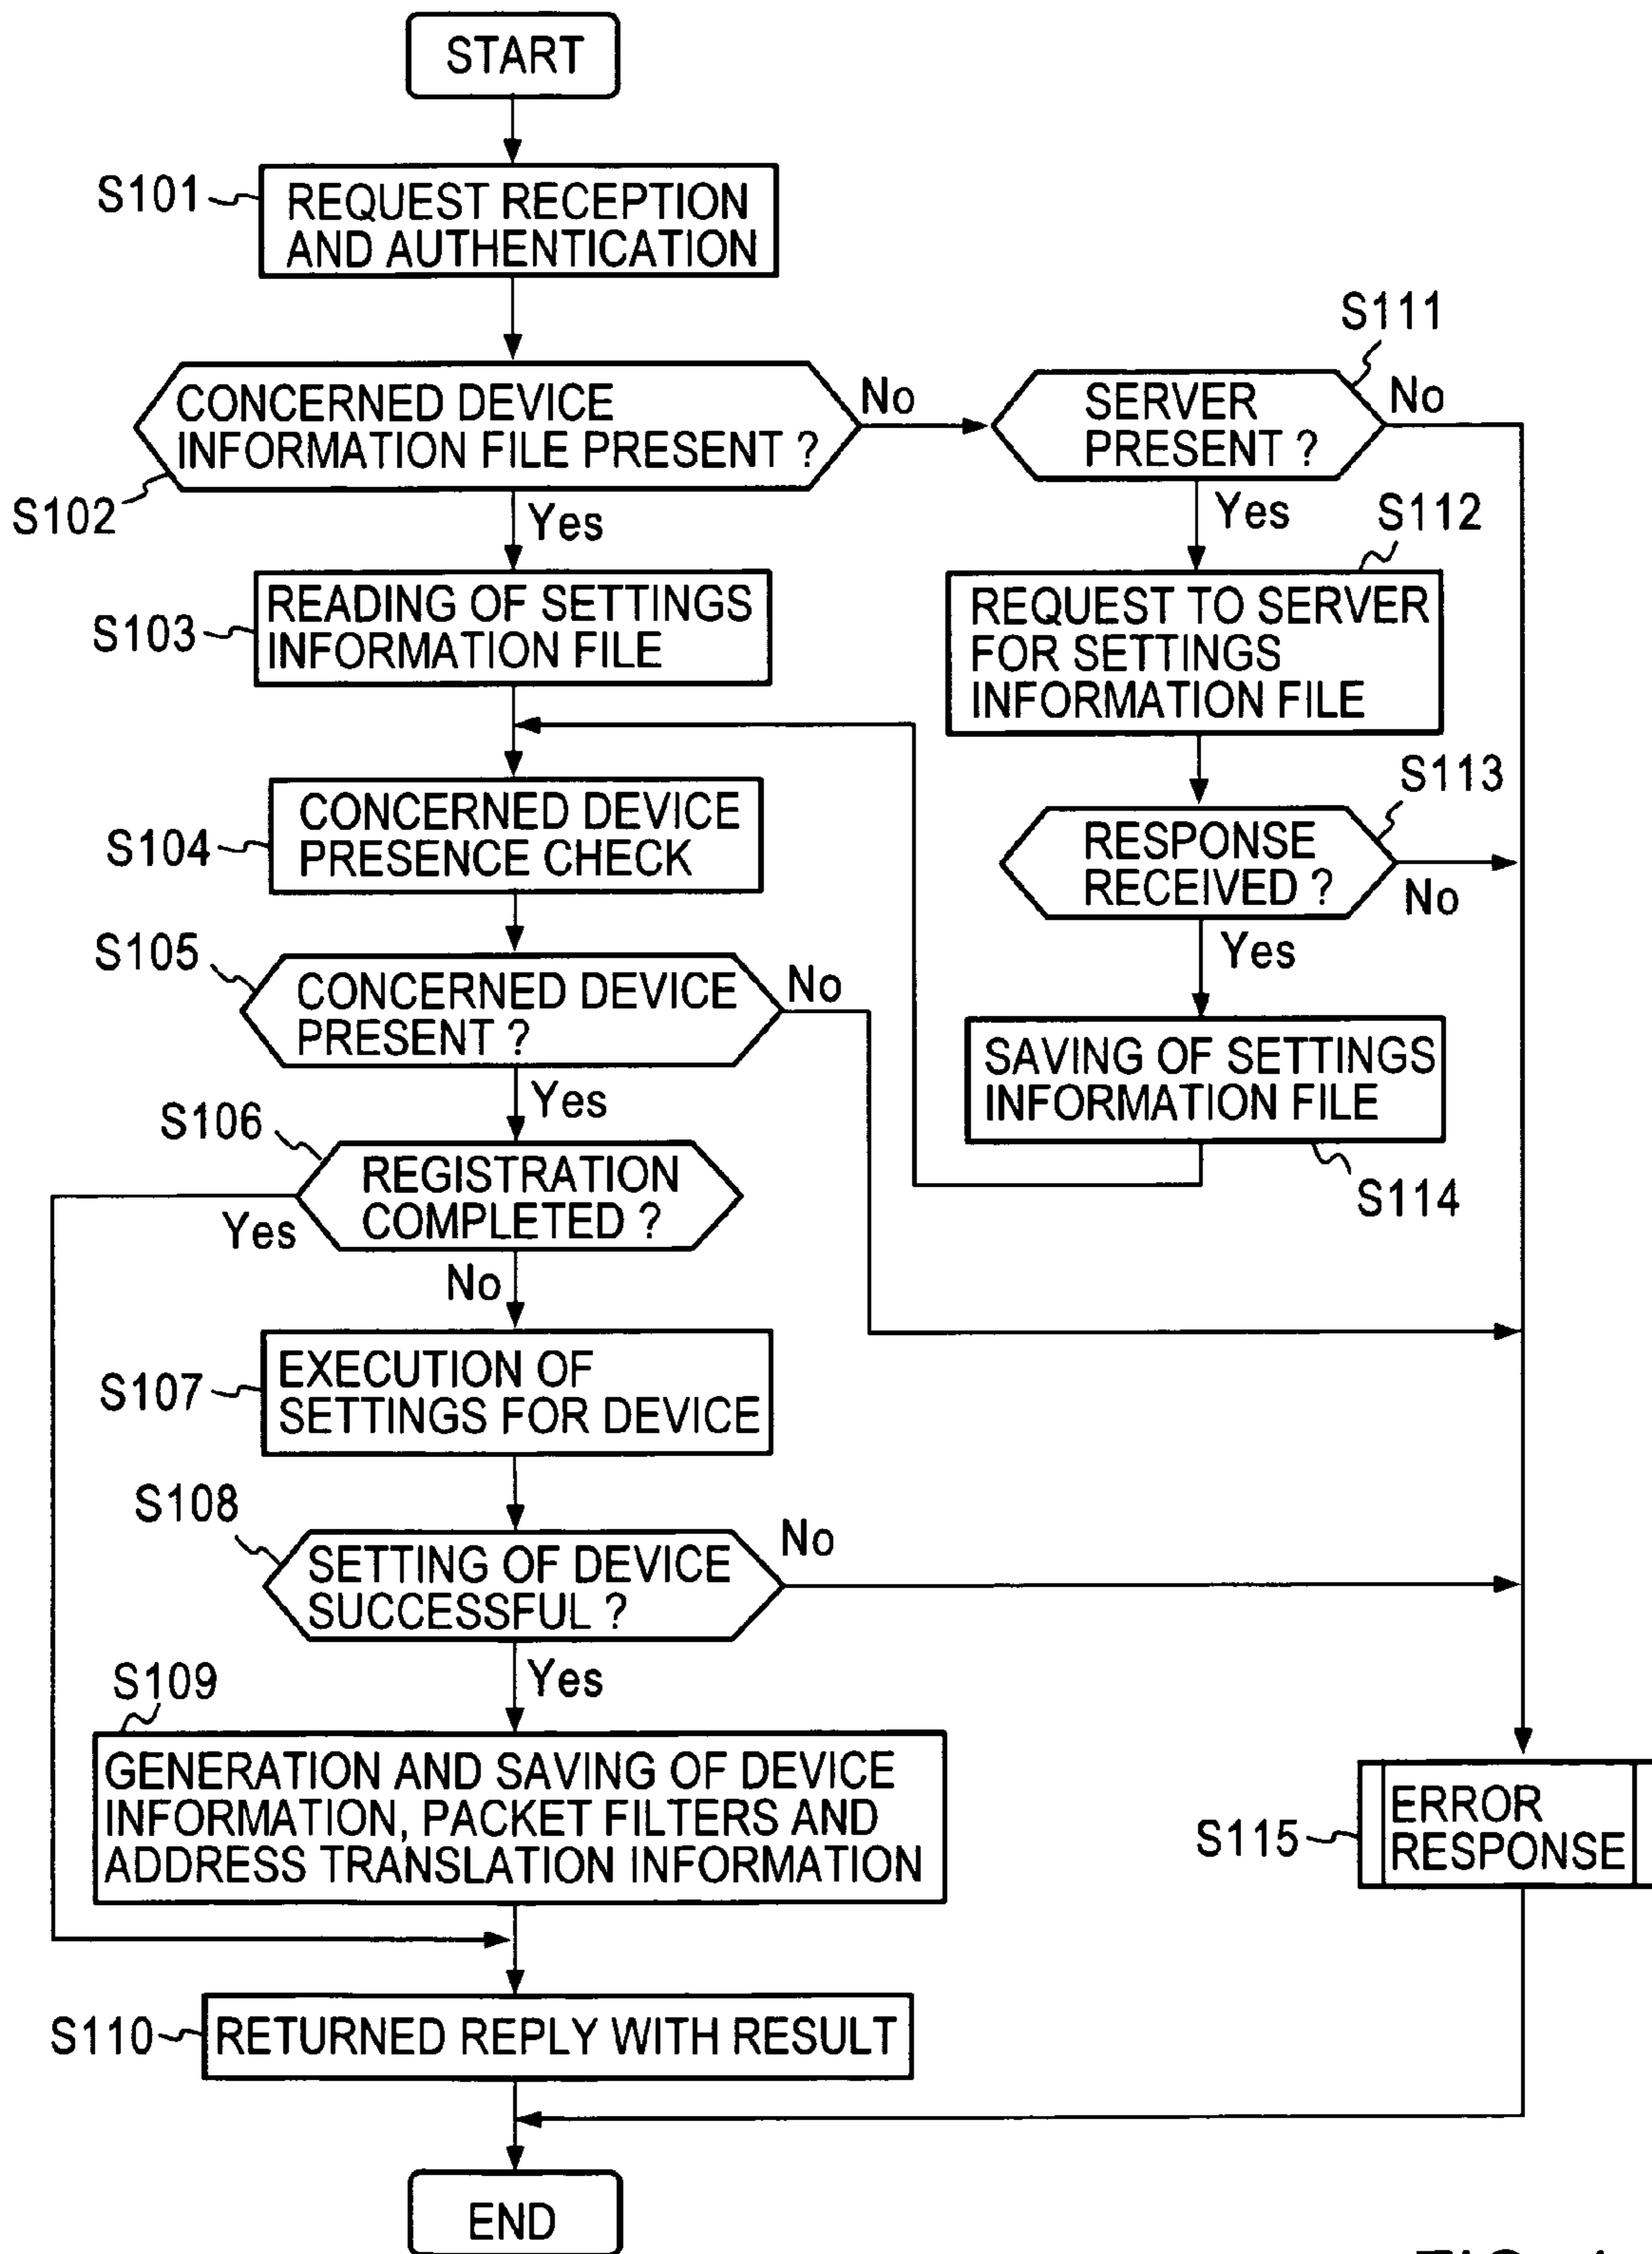 START
S101
REQUEST RECEPTION
AND AUTHENTICATION
S111
CONCERNED DEVICE
INFORMATION FILE PRESENT ?
No
SERVER
PRESENT ?
No
S102
Yes
Yes
S112
S103
READING OF SETTINGS
INFORMATION FILE
REQUEST TO SERVER
FOR SETTINGS
INFORMATION FILE
S104
CONCERNED DEVICE
PRESENCE CHECK
S113
RESPONSE
RECEIVED ?
No
Yes
S105
CONCERNED DEVICE
PRESENT ?
No
SAVING OF SETTINGS
INFORMATION FILE
S114
Yes
S106
REGISTRATION
COMPLETED ?
Yes
No
S107
EXECUTION OF
SETTINGS FOR DEVICE
S108
SETTING OF DEVICE
SUCCESSFUL ?
No
Yes
S109
GENERATION AND SAVING OF DEVICE
INFORMATION, PACKET FILTERS AND
ADDRESS TRANSLATION INFORMATION
S115
ERROR
RESPONSE
S110
RETURNED REPLY WITH RESULT
END